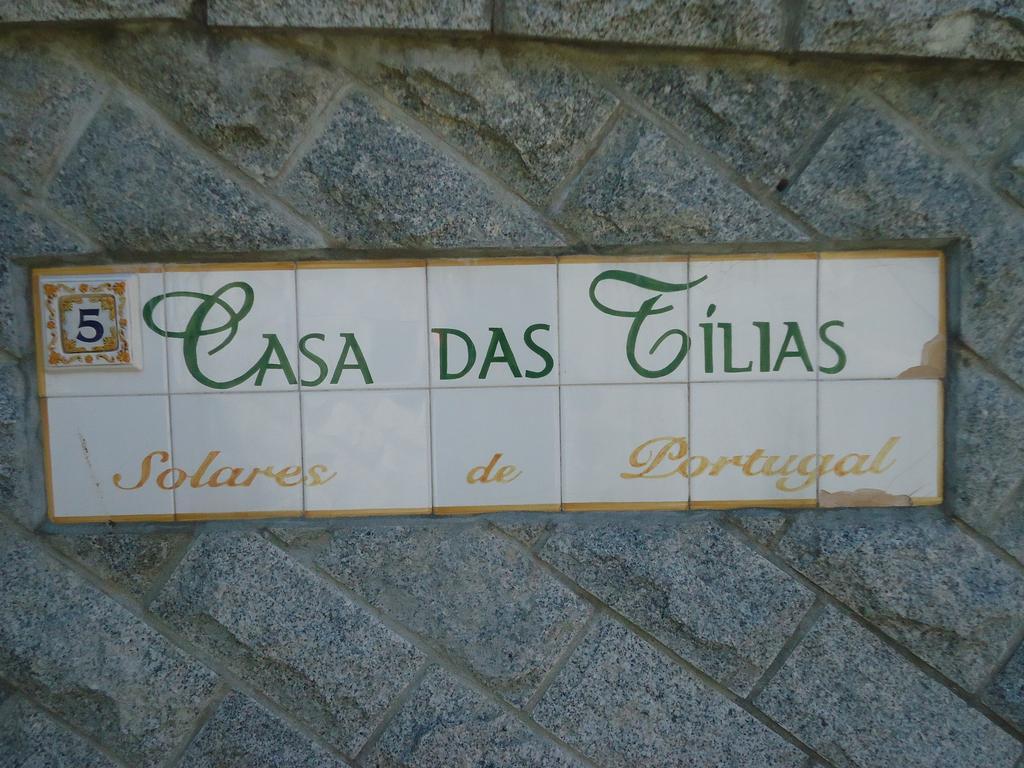 5
Casa das Tílias
Solares de Portugal